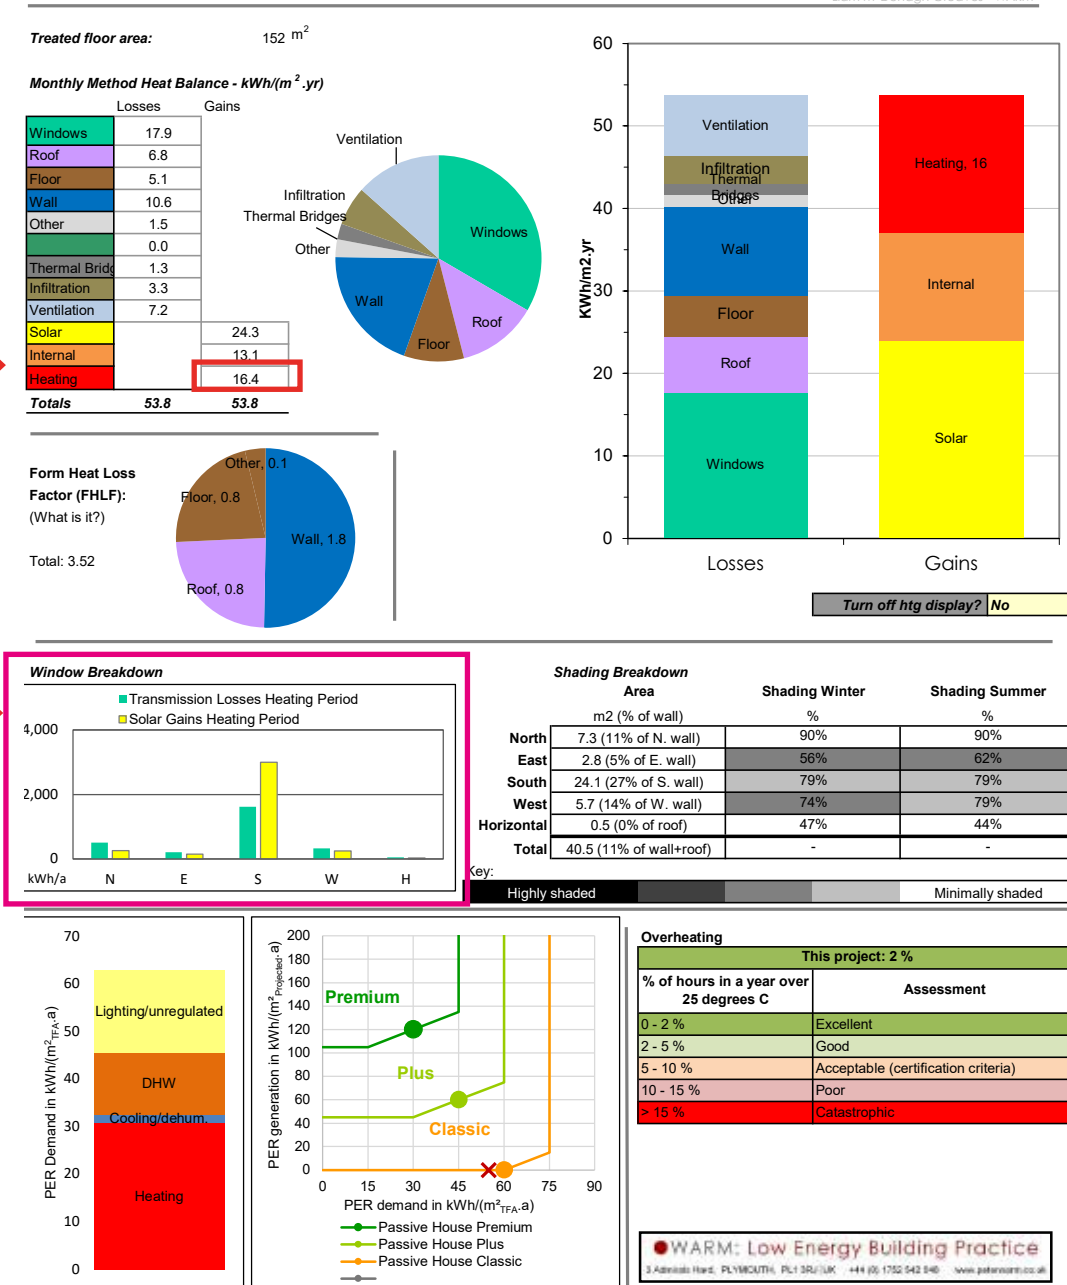 Treated floor area: 152 m2
Monthly Method Heat Balance - kWh/(m2.yr)
Losses Gains
Windows 17.9
Roof 6.8
Floor 5.1
Wall 10.6
Other 1.5
0.0
Thermal Bridg 1.3
Infiltration 3.3
Ventilation 7.2
Solar 24.3
Internal 13.1
Heating 16.4
Totals 53.8 53.8
Ventilation
Infiltration
Thermal Bridges
Other
Windows
Wall
Roof
Floor
KWh/m2.yr
60
50
40
30
20
10
0
Ventilation
Infiltration
Thermal
Bridges
Other
Wall
Floor
Roof
Windows
Heating, 16
Internal
Solar
Losses Gains
Turn off htg display? No
Form Heat Loss
Factor (FHLF):
(What is it?)
Total: 3.52
Other, 0.1
Floor, 0.8
Wall, 1.8
Roof, 0.8
Window Breakdown
Transmission Losses Heating Period
Solar Gains Heating Period
4,000
2,000
0
kWh/a N E S W H
Shading Breakdown
Area Shading Winter Shading Summer
m2 (% of wall) % %
North 7.3 (11% of N. wall) 90% 90%
East 2.8 (5% of E. wall) 56% 62%
South 24.1 (27% of S. wall) 79% 79%
West 5.7 (14% of W. wall) 74% 79%
Horizontal 0.5 (0% of roof) 47% 44%
Total 40.5 (11% of wall+roof) - -
Key:
Highly shaded Minimally shaded
PER Demand in kWh/(m²TFA.a)
70
60
50
40
30
20
10
0
Lighting/unregulated
DHW
Cooling/dehum.
Heating
PER generation in kWh/(m²Projected.a)
200
180
160
140
120
100
80
60
40
20
0
Premium
Plus
Classic
0 15 30 45 60 75 90
PER demand in kWh/(m²TFA.a)
Passive House Premium
Passive House Plus
Passive House Classic
Overheating
This project: 2 %
% of hours in a year over
25 degrees C
Assessment
0 - 2 % Excellent
2 - 5 % Good
5 - 10 % Acceptable (certification criteria)
10 - 15 % Poor
> 15 % Catastrophic
WARM: Low Energy Building Practice
3 Admirals Hard, PLYMOUTH, PL1 3RJ UK +44 (0) 1752 542 546